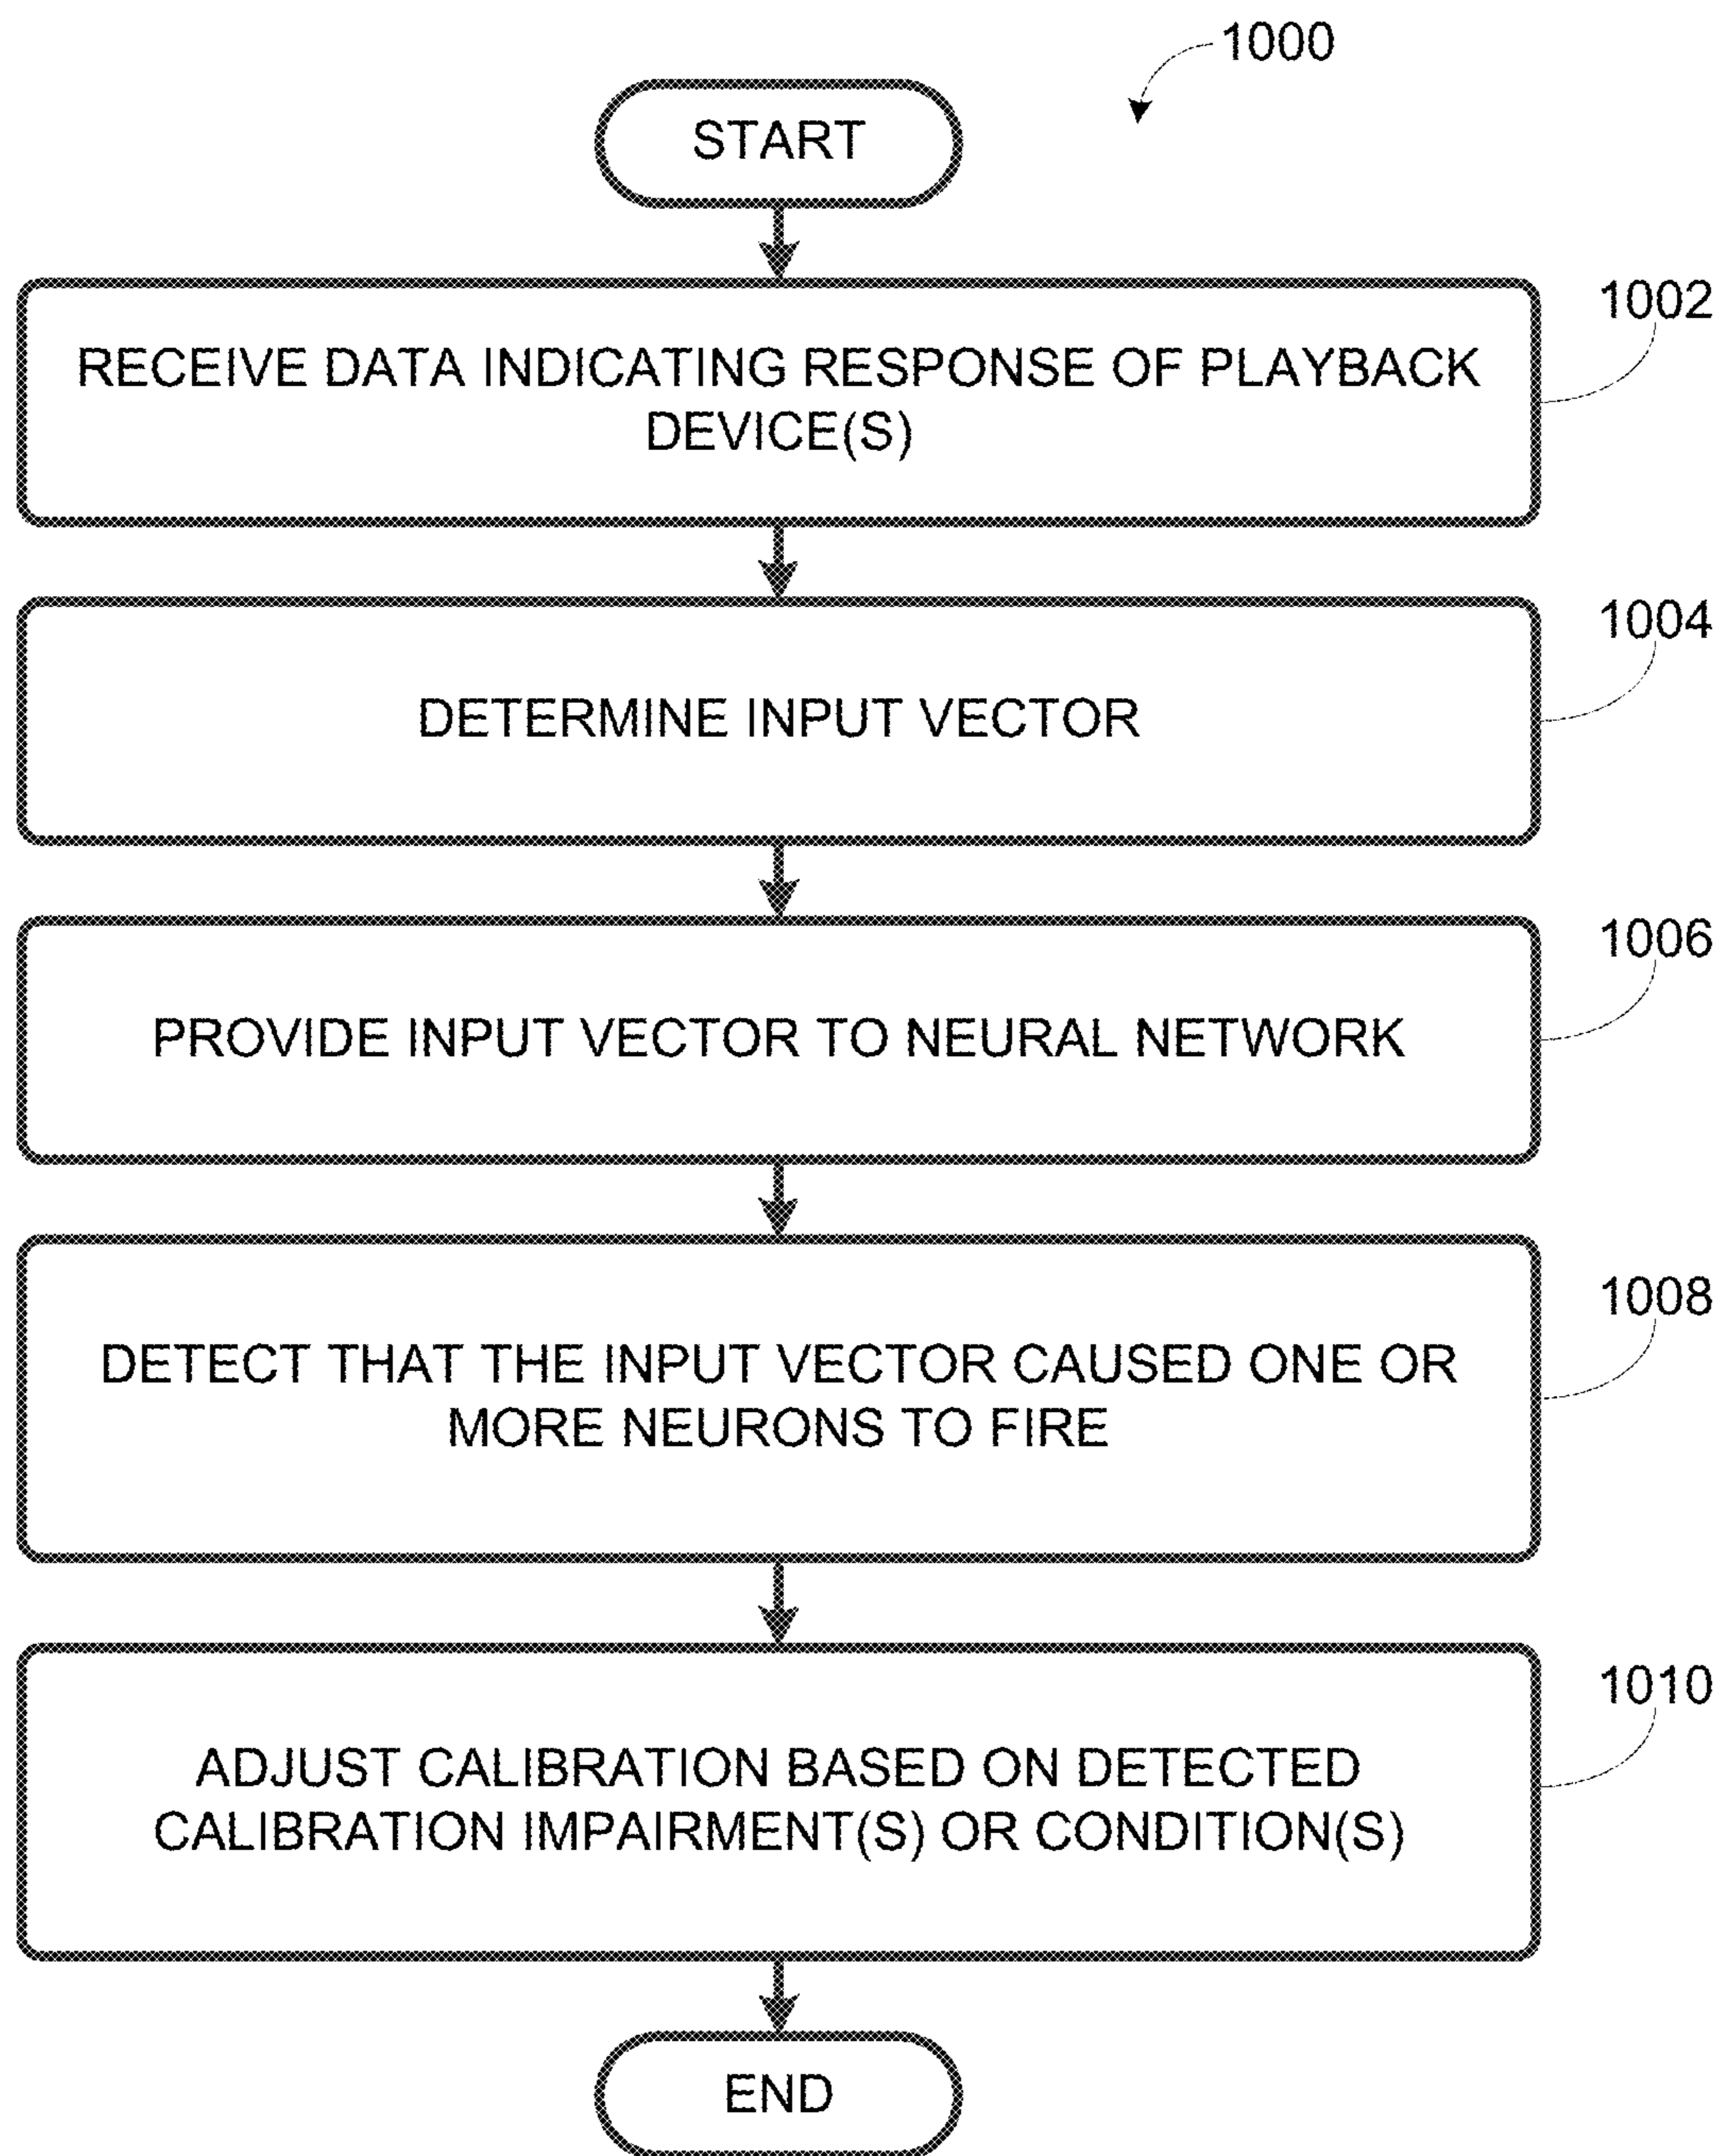 1000
START
1002
RECEIVE DATA INDICATING RESPONSE OF PLAYBACK
DEVICE(S)
1004
DETERMINE INPUT VECTOR
1006
PROVIDE INPUT VECTOR TO NEURAL NETWORK
1008
DETECT THAT THE INPUT VECTOR CAUSED ONE OR
MORE NEURONS TO FIRE
1010
ADJUST CALIBRATION BASED ON DETECTED
CALIBRATION IMPAIRMENT(S) OR CONDITION(S)
END